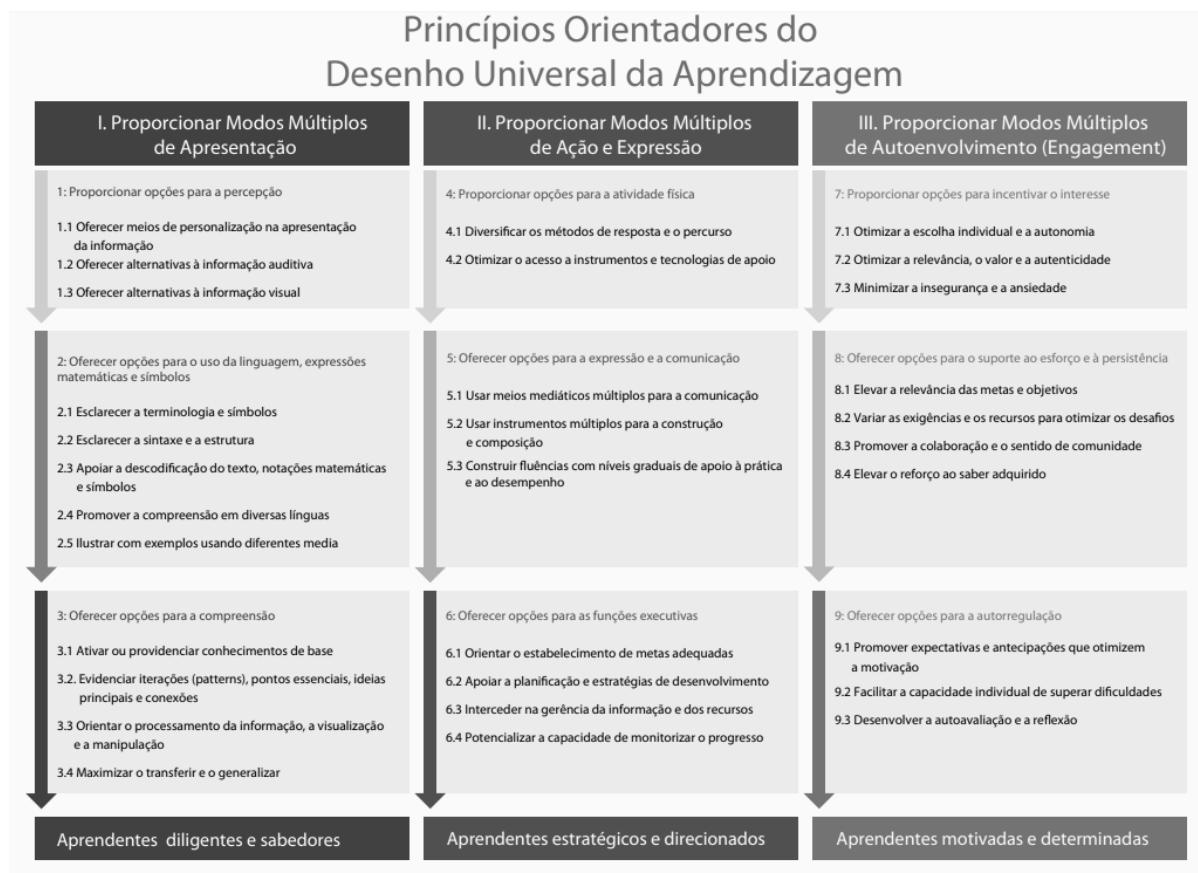 Princípios Orientadores do
Desenho Universal da Aprendizagem
I. Proporcionar Modos Múltiplos
de Apresentação
1: Proporcionar opções para a percepção
1.1 Oferecer meios de personalização na apresentação
da informação
1.2 Oferecer alternativas à informação auditiva
1.3 Oferecer alternativas à informação visual
2: Oferecer opções para o uso da linguagem, expressões
matemáticas e símbolos
2.1 Esclarecer a terminologia e símbolos
2.2 Esclarecer a sintaxe e a estrutura
2.3 Apoiar a descodificação do texto, notações matemáticas
e símbolos
2.4 Promover a compreensão em diversas línguas
2.5 Ilustrar com exemplos usando diferentes media
3: Oferecer opções para a compreensão
3.1 Ativar ou providenciar conhecimentos de base
3.2. Evidenciar iterações (patterns), pontos essenciais, ideias
principais e conexões
3.3 Orientar o processamento da informação, a visualização
e a manipulação
3.4 Maximizar o transferir e o generalizar
Aprendentes diligentes e sabedores
II. Proporcionar Modos Múltiplos
de Ação e Expressão
4: Proporcionar opções para a atividade física
4.1 Diversificar os métodos de resposta e o percurso
4.2 Otimizar o acesso a instrumentos e tecnologias de apoio
5: Oferecer opções para a expressão e a comunicação
5.1 Usar meios mediáticos múltiplos para a comunicação
5.2 Usar instrumentos múltiplos para a construção
e composição
5.3 Construir fluências com níveis graduais de apoio à prática
e ao desempenho
6: Oferecer opções para as funções executivas
6.1 Orientar o estabelecimento de metas adequadas
6.2 Apoiar a planificação e estratégias de desenvolvimento
6.3 Interceder na gerência da informação e dos recursos
6.4 Potencializar a capacidade de monitorizar o progresso
Aprendentes estratégicos e direcionados
III. Proporcionar Modos Múltiplos
de Autoenvolvimento (Engagement)
7: Proporcionar opções para incentivar o interesse
7.1 Otimizar a escolha individual e a autonomia
7.2 Otimizar a relevância, o valor e a autenticidade
7.3 Minimizar a insegurança e a ansiedade
8: Oferecer opções para o suporte ao esforço e à persistência
8.1 Elevar a relevância das metas e objetivos
8.2 Variar as exigências e os recursos para otimizar os desafios
8.3 Promover a colaboração e o sentido de comunidade
8.4 Elevar o reforço ao saber adquirido
9: Oferecer opções para a autorregulação
9.1 Promover expectativas e antecipações que otimizem
a motivação
9.2 Facilitar a capacidade individual de superar dificuldades
9.3 Desenvolver a autoavaliação e a reflexão
Aprendentes motivadas e determinadas